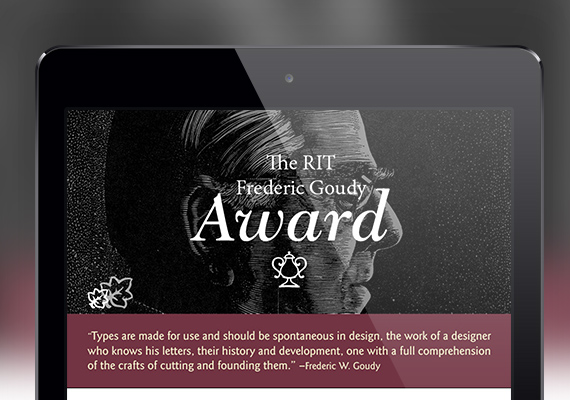 The RIT
Frederic Goudy
Award
“Types are made for use and should be spontaneous in design, the work of a designer
who knows his letters, their history and development, one with a full comprehension
of the crafts of cutting and founding them.” –Frederic W. Goudy